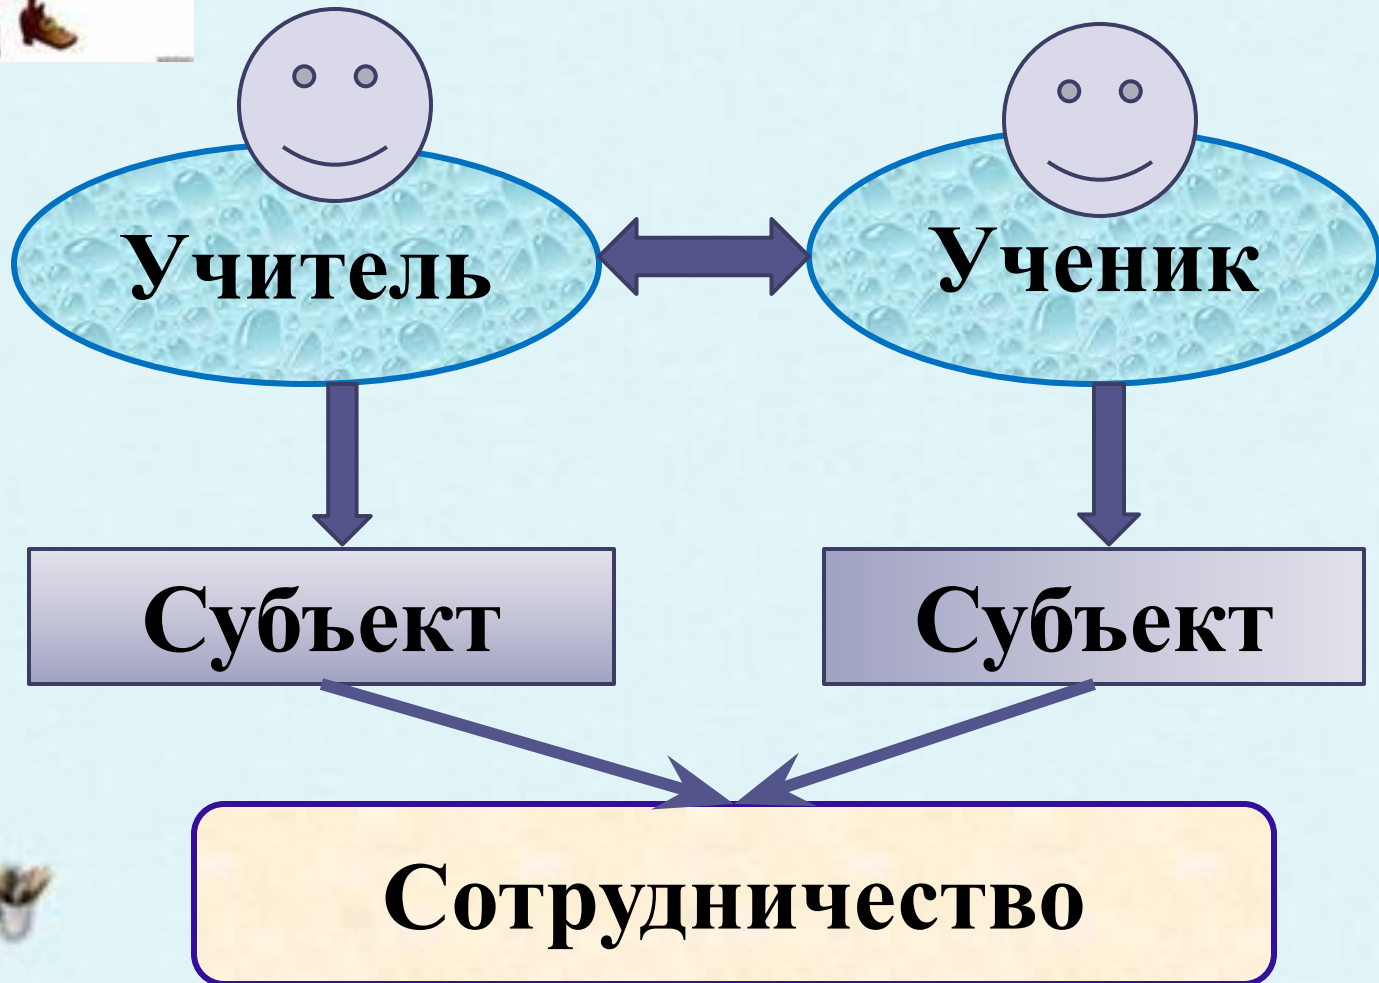 Учитель
Ученик
Субъект
Субъект
Сотрудничество